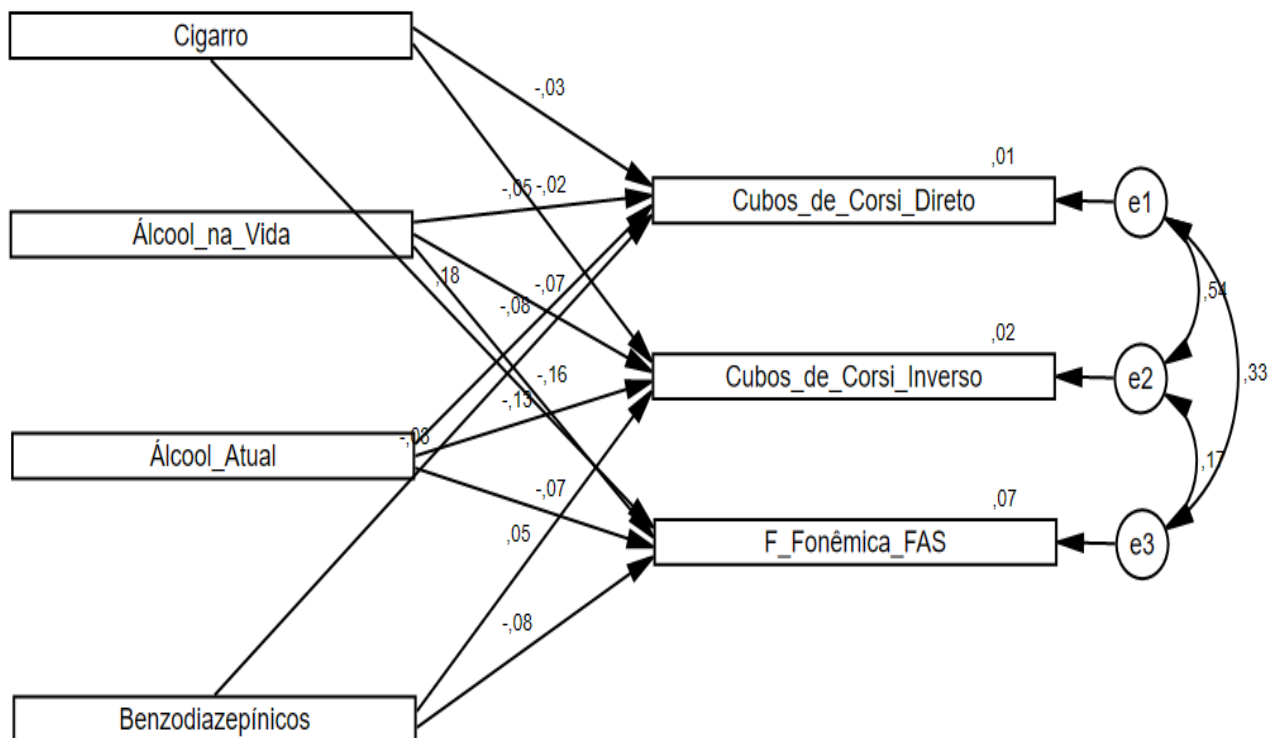 Cigarro
-,03
,01
Cubos_de_Corsi_Direto
e1
-,05
-,02
Álcool_na_Vida
,18
-,07
,54
-,08
,02
Cubos_de_Corsi_Inverso
e2
,33
-,16
-,13
-,03
Álcool_Atual
,17
-,07
,07
,05
F_Fonêmica_FAS
e3
-,08
Benzodiazepínicos